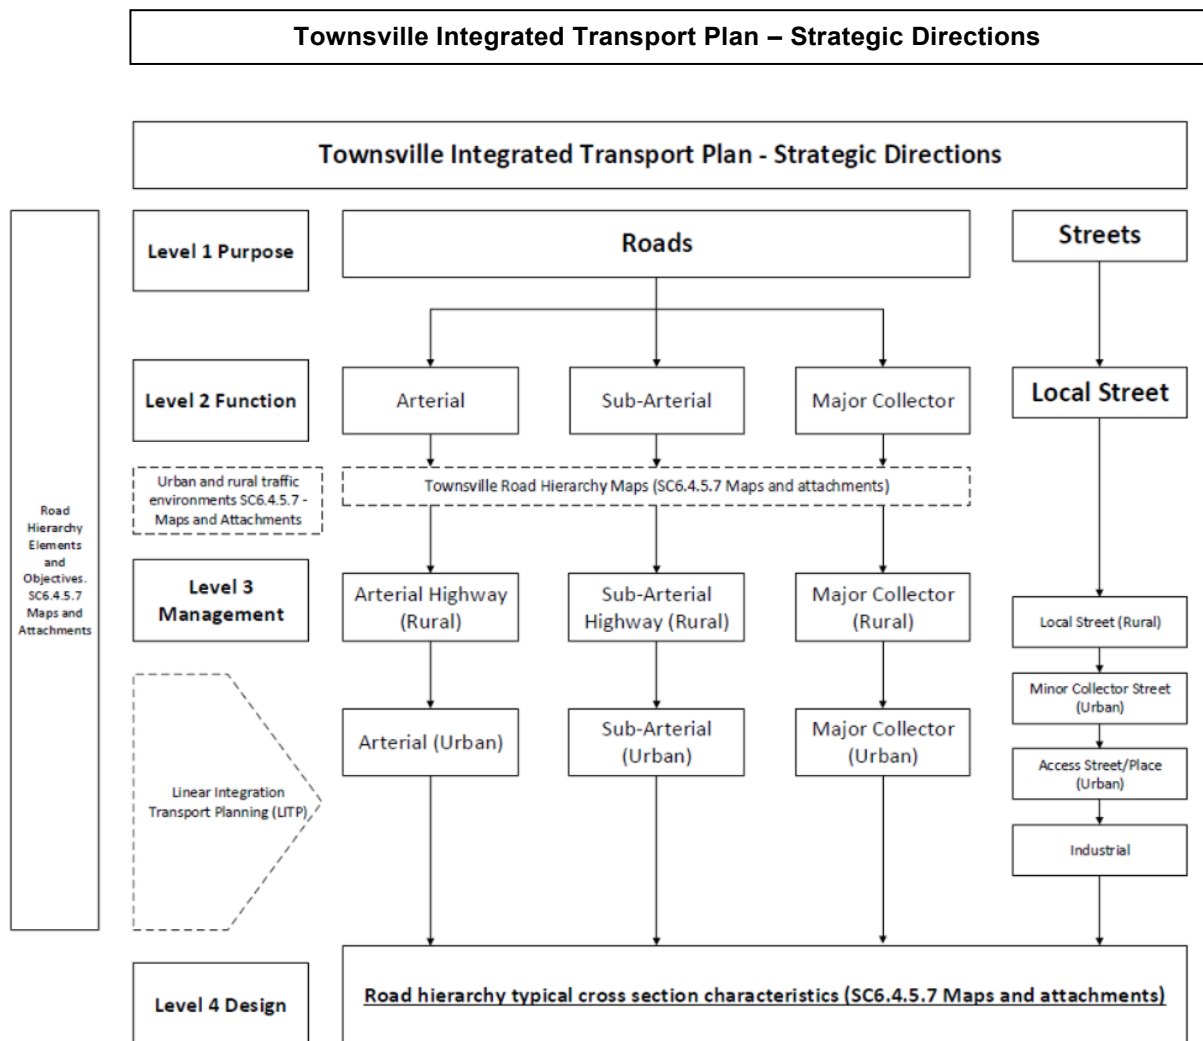 Townsville Integrated Transport Plan – Strategic Directions
Townsville Integrated Transport Plan - Strategic Directions
Level 1 Purpose
Roads
Streets
Level 2 Function
Arterial
Sub-Arterial
Major Collector
Local Street
Urban and rural traffic
environments SC6.4.5.7 -
Maps and Attachments
Townsville Road Hierarchy Maps (SC6.4.5.7 Maps and attachments)
Road
Hierarchy
Elements
and
Objectives.
SC6.4.5.7
Maps and
Attachments
Level 3
Management
Arterial Highway
(Rural)
Sub-Arterial
Highway (Rural)
Major Collector
(Rural)
Local Street (Rural)
Minor Collector Street
(Urban)
Arterial (Urban)
Sub-Arterial
(Urban)
Major Collector
(Urban)
Access Street/Place
(Urban)
Linear Integration
Transport Planning (LITP)
Industrial
Level 4 Design
Road hierarchy typical cross section characteristics (SC6.4.5.7 Maps and attachments)